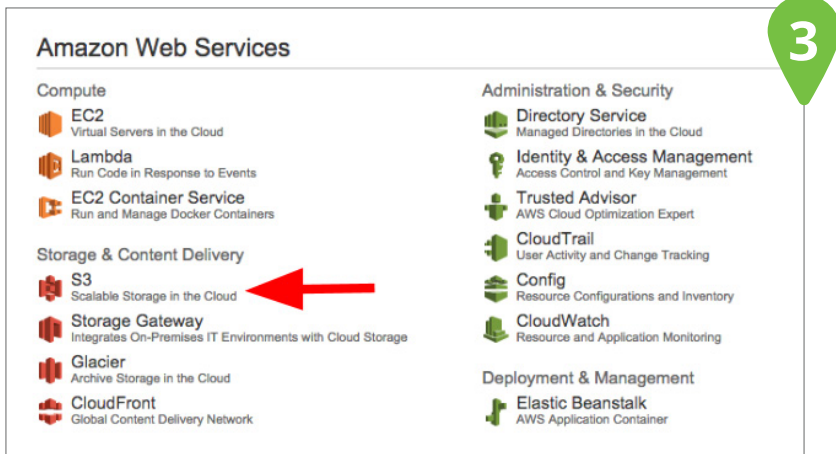 3
Amazon Web Services
Compute
EC2
Virtual Servers in the Cloud
Lambda
Run Code in Response to Events
EC2 Container Service
Run and Manage Docker Containers
Storage & Content Delivery
S3
Scalable Storage in the Cloud
Storage Gateway
Integrates On-Premises IT Environments with Cloud Storage
Glacier
Archive Storage in the Cloud
CloudFront
Global Content Delivery Network
Administration & Security
Directory Service
Managed Directories in the Cloud
Identity & Access Management
Access Control and Key Management
Trusted Advisor
AWS Cloud Optimization Expert
CloudTrail
User Activity and Change Tracking
Config
Resource Configurations and Inventory
CloudWatch
Resource and Application Monitoring
Deployment & Management
Elastic Beanstalk
AWS Application Container